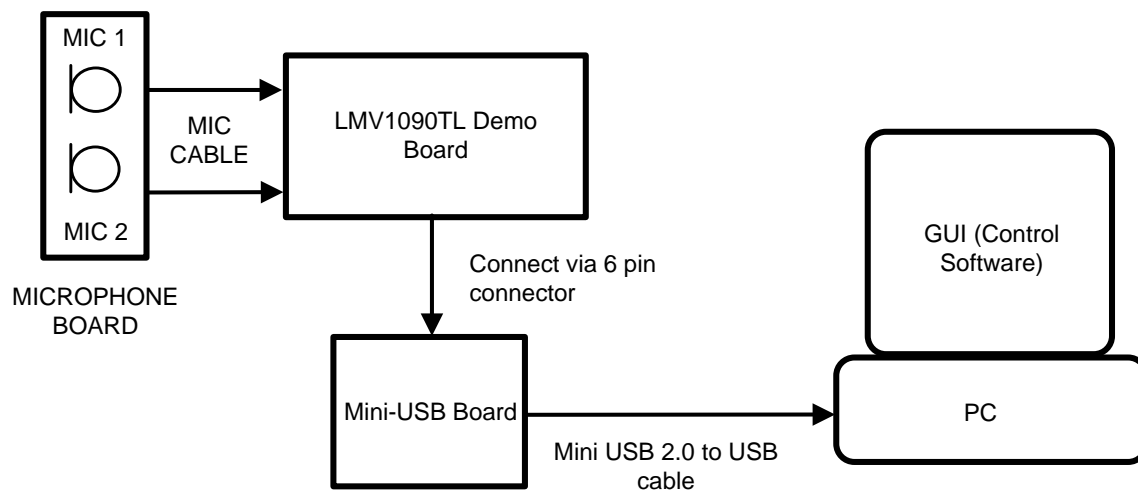 MIC 1
MIC
CABLE
MIC 2
MICROPHONE
BOARD
LMV1090TL Demo
Board
Connect via 6 pin
connector
Mini-USB Board
Mini USB 2.0 to USB
cable
GUI (Control
Software)
PC